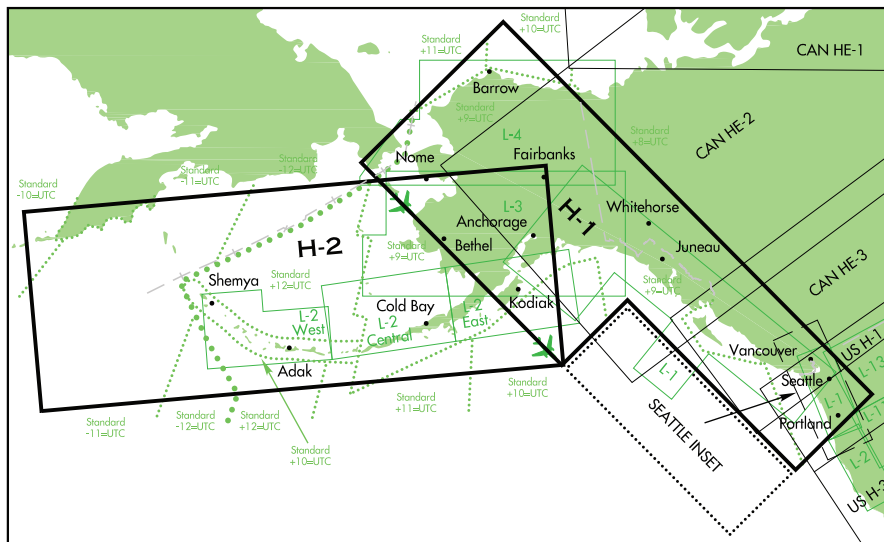 Standard
+10=UTC
Standard
+11=UTC
CAN HE-1
Barrow
Standard
+9=UTC
CAN HE-2
L-4
Standard
+8=UTC
Nome
Fairbanks
Standard
-12=UTC
Standard
-11=UTC
Standard
-10=UTC
L-3
H-1
Whitehorse
Anchorage
Bethel
H-2
Juneau
Standard
+9=UTC
CAN HE-3
Shemya
Standard
+12=UTC
Standard
+9=UTC
Kodiak
Cold Bay
L-2
West
L-2
Central
L-2
East
Adak
L-1
Vancouver
US H-1
L-13
Seattle
L-1
L-1
Portland
SEATTLE INSET
L-2
US H-3
Standard
-11=UTC
Standard
-12=UTC
Standard
+12=UTC
Standard
+11=UTC
Standard
+10=UTC
Standard
+10=UTC